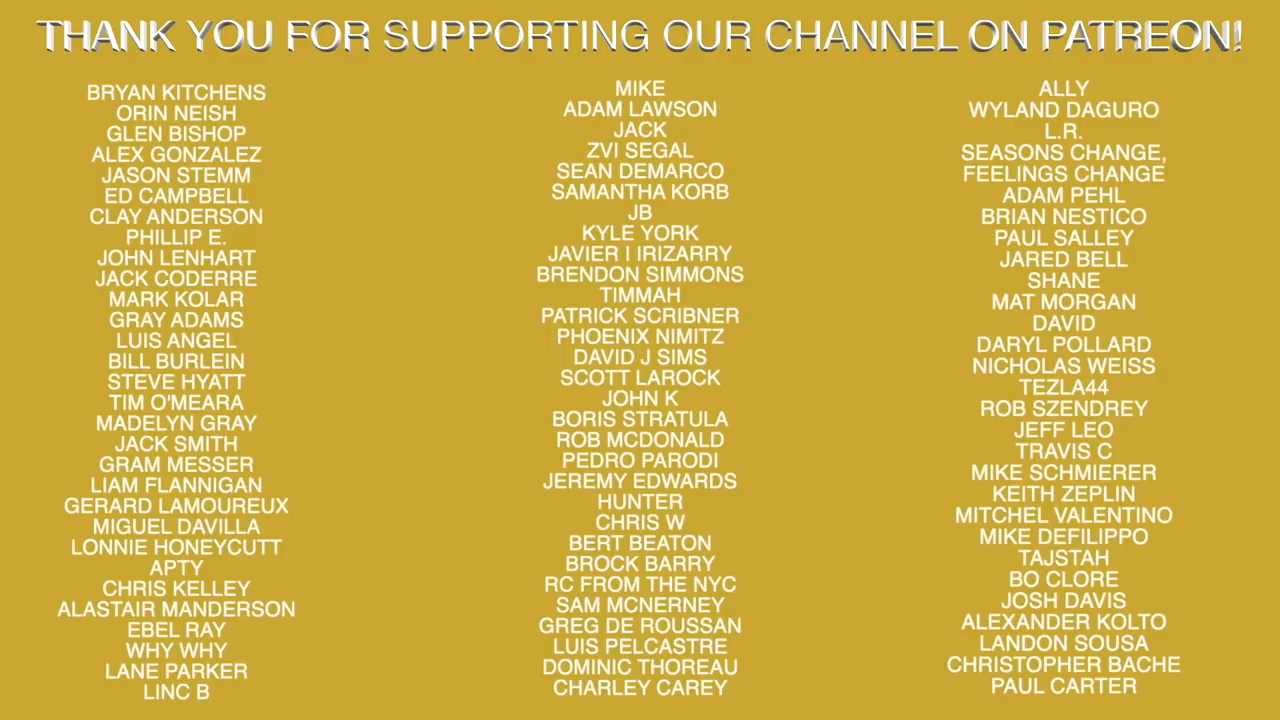 THANK YOU FOR SUPPORTING OUR CHANNEL ON PATREON!
BRYAN KITCHENS
ORIN NEISH
GLEN BISHOP
ALEX GONZALEZ
JASON STEMM
ED CAMPBELL
CLAY ANDERSON
PHILLIP E.
JOHN LENHART
JACK CODERRE
MARK KOLAR
GRAY ADAMS
LUIS ANGEL
BILL BURLEIN
STEVE HYATT
TIM O'MEARA
MADELYN GRAY
JACK SMITH
GRAM MESSER
LIAM FLANNIGAN
GERARD LAMOUREUX
MIGUEL DAVILLA
LONNIE HONEYCUTT
APTY
CHRIS KELLEY
ALASTAIR MANDERSON
EBEL RAY
WHY WHY
LANE PARKER
LINC B
MIKE
ADAM LAWSON
JACK
ZVI SEGAL
SEAN DEMARCO
SAMANTHA KORB
JB
KYLE YORK
JAVIER I IRIZARRY
BRENDON SIMMONS
TIMMAH
PATRICK SCRIBNER
PHOENIX NIMITZ
DAVID J SIMS
SCOTT LAROCK
JOHN K
BORIS STRATULA
ROB MCDONALD
PEDRO PARODI
JEREMY EDWARDS
HUNTER
CHRIS W
BERT BEATON
BROCK BARRY
RC FROM THE NYC
SAM MCNERNEY
GREG DE ROUSSAN
LUIS PELCASTRE
DOMINIC THOREAU
CHARLEY CAREY
ALLY
WYLAND DAGURO
L.R.
SEASONS CHANGE,
FEELINGS CHANGE
ADAM PEHL
BRIAN NESTICO
PAUL SALLEY
JARED BELL
SHANE
MAT MORGAN
DAVID
DARYL POLLARD
NICHOLAS WEISS
TEZLA44
ROB SZENDREY
JEFF LEO
TRAVIS C
MIKE SCHMIERER
KEITH ZEPLIN
MITCHEL VALENTINO
MIKE DEFILIPPO
TAJSTAH
BO CLORE
JOSH DAVIS
ALEXANDER KOLTO
LANDON SOUSA
CHRISTOPHER BACHE
PAUL CARTER